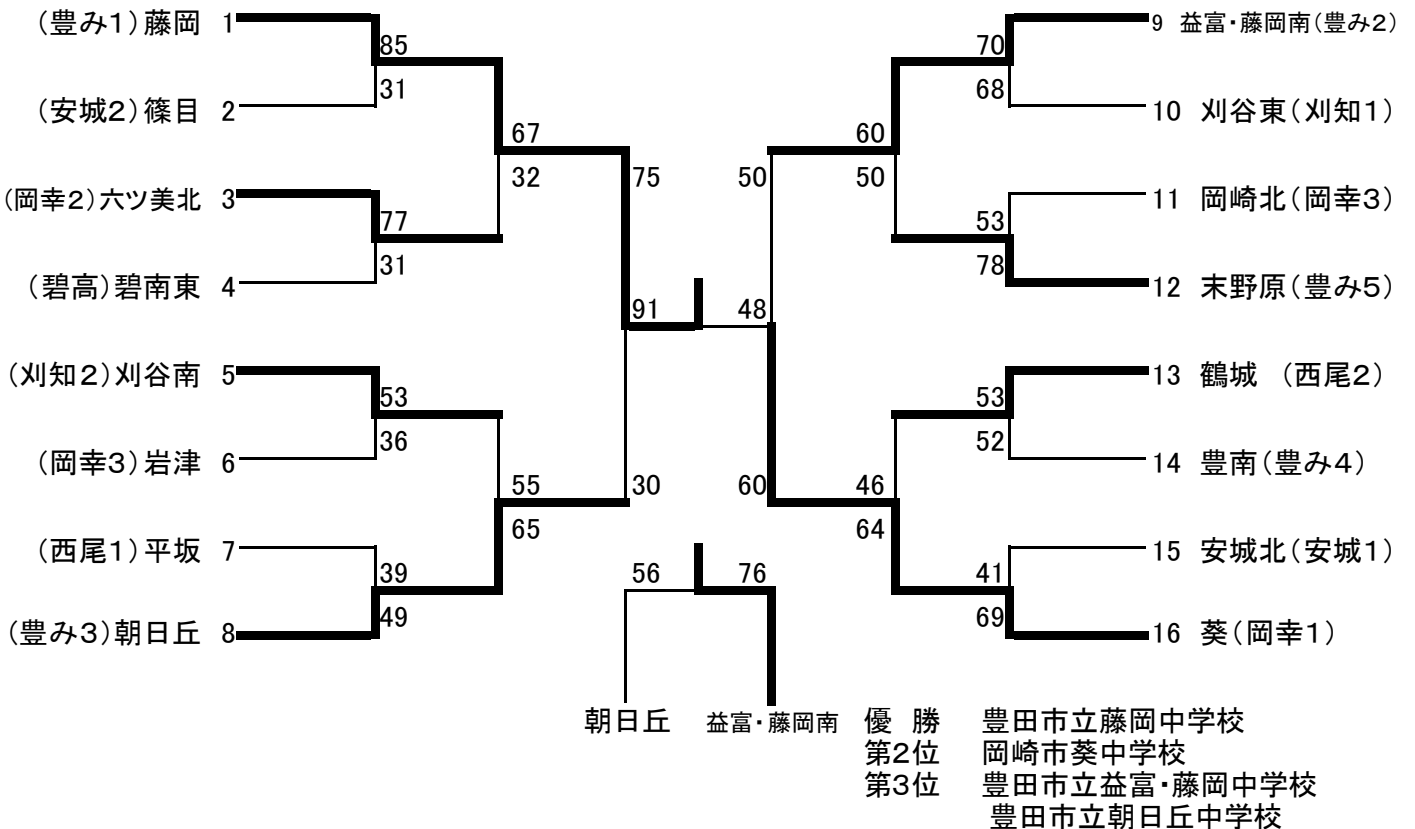 (豊み1)藤岡 1
85
31
(安城2)篠目 2
67
32
(岡幸2)六ツ美北 3
77
31
(碧高)碧南東 4
75
30
(刈知2)刈谷南 5
53
36
(岡幸3)岩津 6
55
65
(西尾1)平坂 7
39
49
(豊み3)朝日丘 8
91
48
9 益富・藤岡南(豊み2)
70
68
10 刈谷東(刈知1)
60
50
11 岡崎北(岡幸3)
53
78
12 末野原(豊み5)
50
60
13 鶴城 (西尾2)
53
52
14 豊南(豊み4)
46
64
15 安城北(安城1)
41
69
16 葵(岡幸1)
56
76
朝日丘 益富・藤岡南
優 勝 豊田市立藤岡中学校
第2位 岡崎市葵中学校
第3位 豊田市立益富・藤岡中学校
豊田市立朝日丘中学校